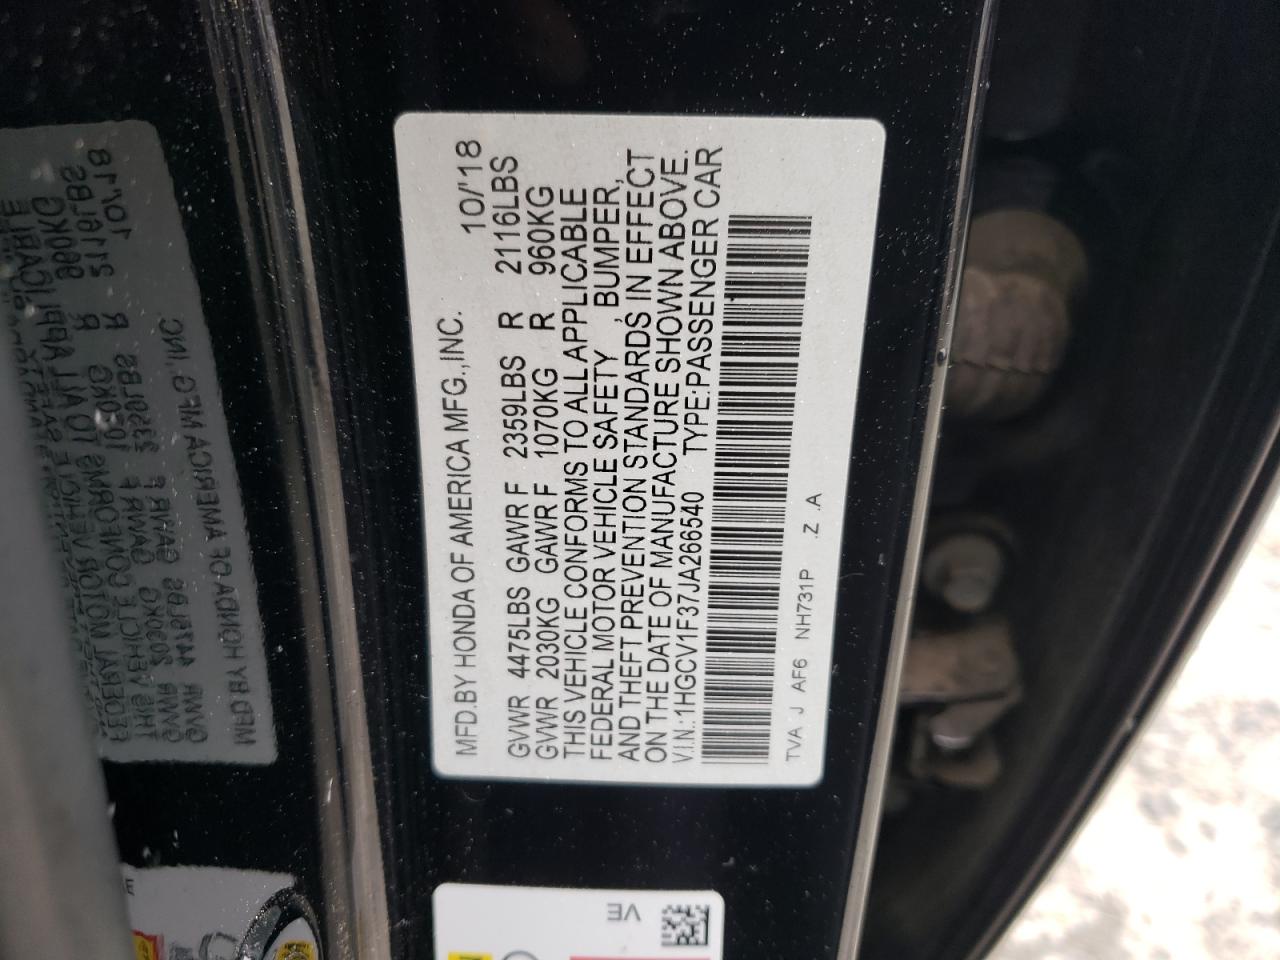 MFD.BY HONDA OF AMERICA MFG.,INC. 10/'18
GVWR 4475LBS GAWR F 2359LBS R 2116LBS
GVWR 2030KG GAWR F 1070KG R 960KG
THIS VEHICLE CONFORMS TO ALL APPLICABLE
FEDERAL MOTOR VEHICLE SAFETY , BUMPER,
AND THEFT PREVENTION STANDARDS IN EFFECT
ON THE DATE OF MANUFACTURE SHOWN ABOVE.
V.I.N.:1HGCV1F37JA266540 TYPE:PASSENGER CAR
TVA J AF6 NH731P .Z .A
VE